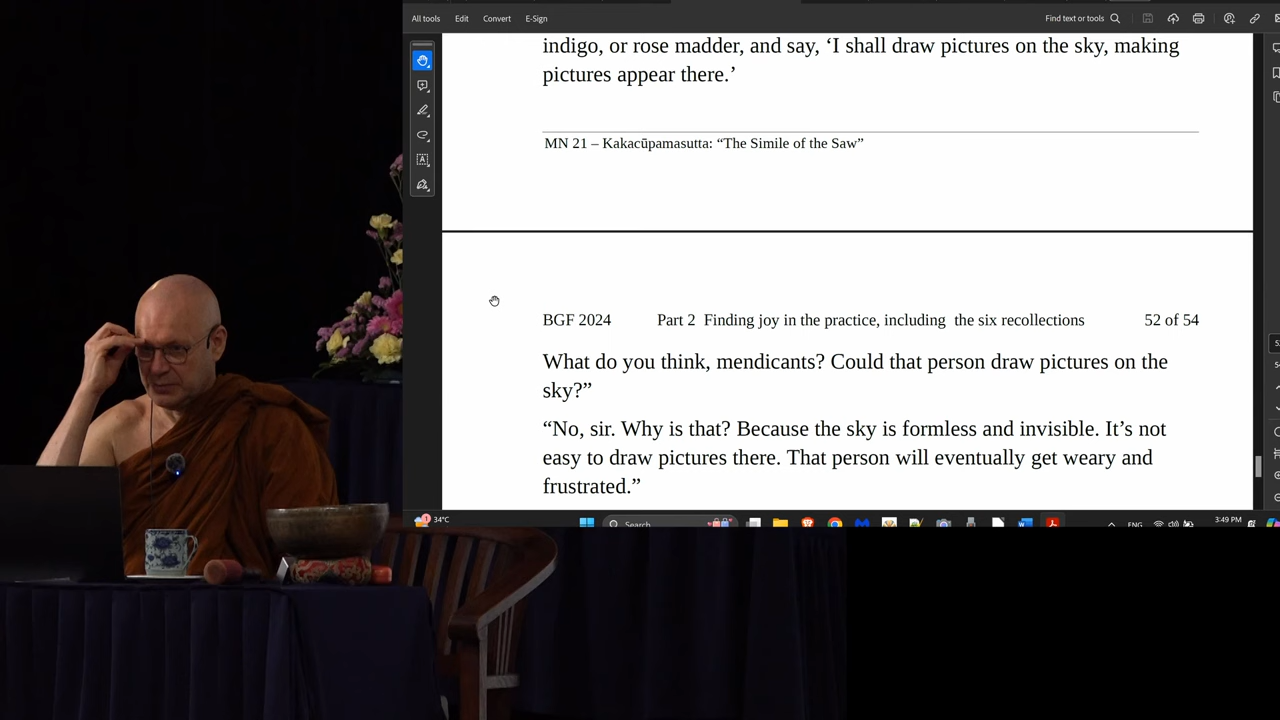 All tools Edit Convert E-Sign Find text or tools
indigo, or rose madder, and say, ‘I shall draw pictures on the sky, making
pictures appear there.’
MN 21 – Kakacūpamasutta: “The Simile of the Saw”
BGF 2024 Part 2 Finding joy in the practice, including the six recollections 52 of 54
What do you think, mendicants? Could that person draw pictures on the
sky?”
“No, sir. Why is that? Because the sky is formless and invisible. It’s not
easy to draw pictures there. That person will eventually get weary and
frustrated.”
34°C Search ENG 3:49 PM